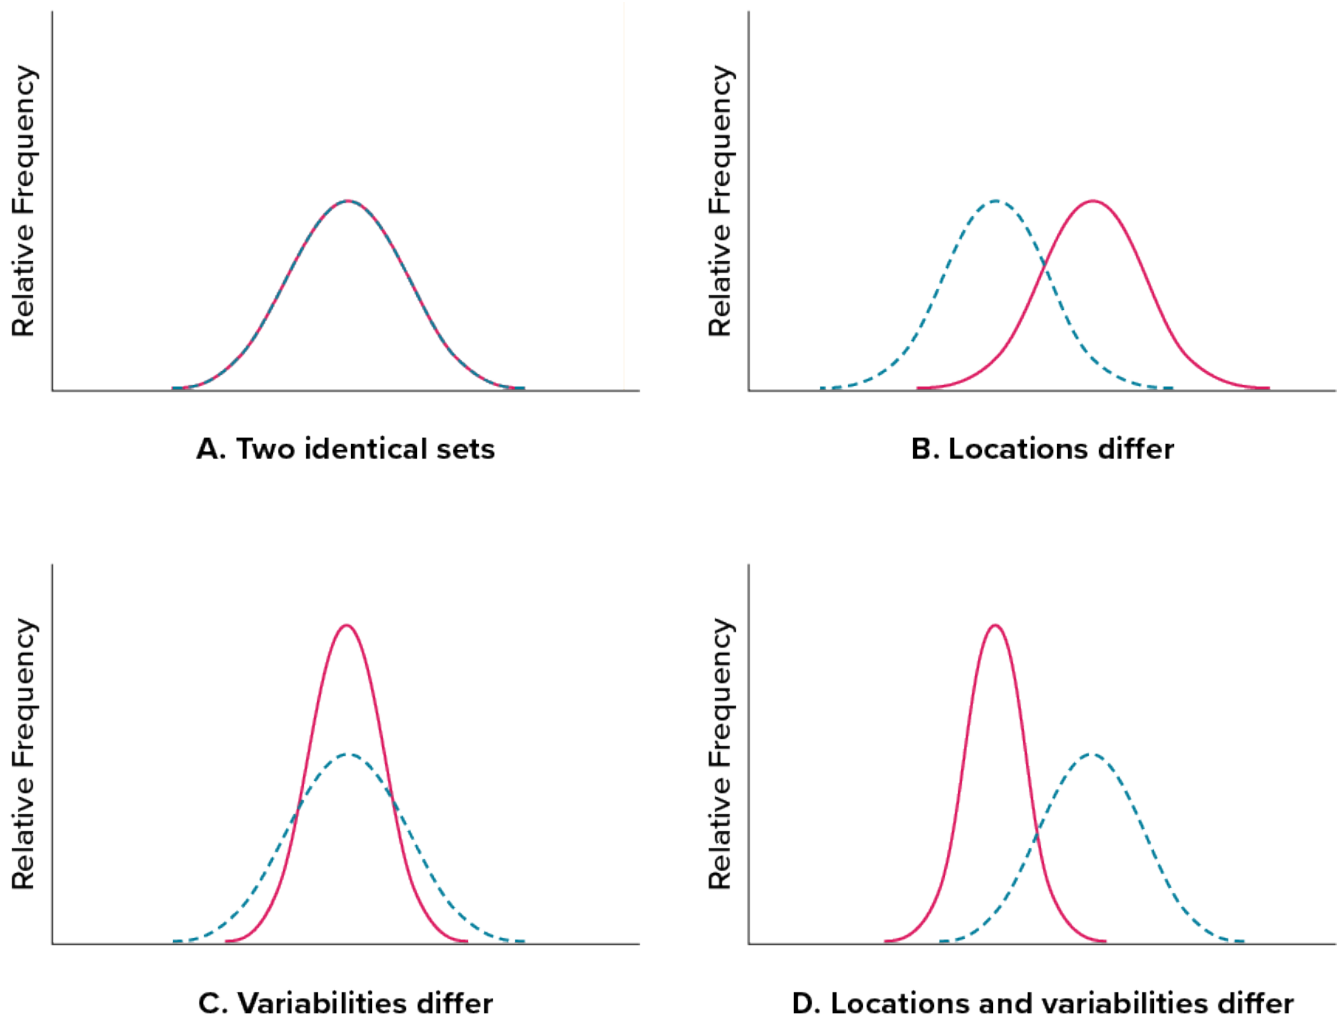 Relative Frequency
A. Two identical sets
Relative Frequency
B. Locations differ
Relative Frequency
C. Variabilities differ
Relative Frequency
D. Locations and variabilities differ